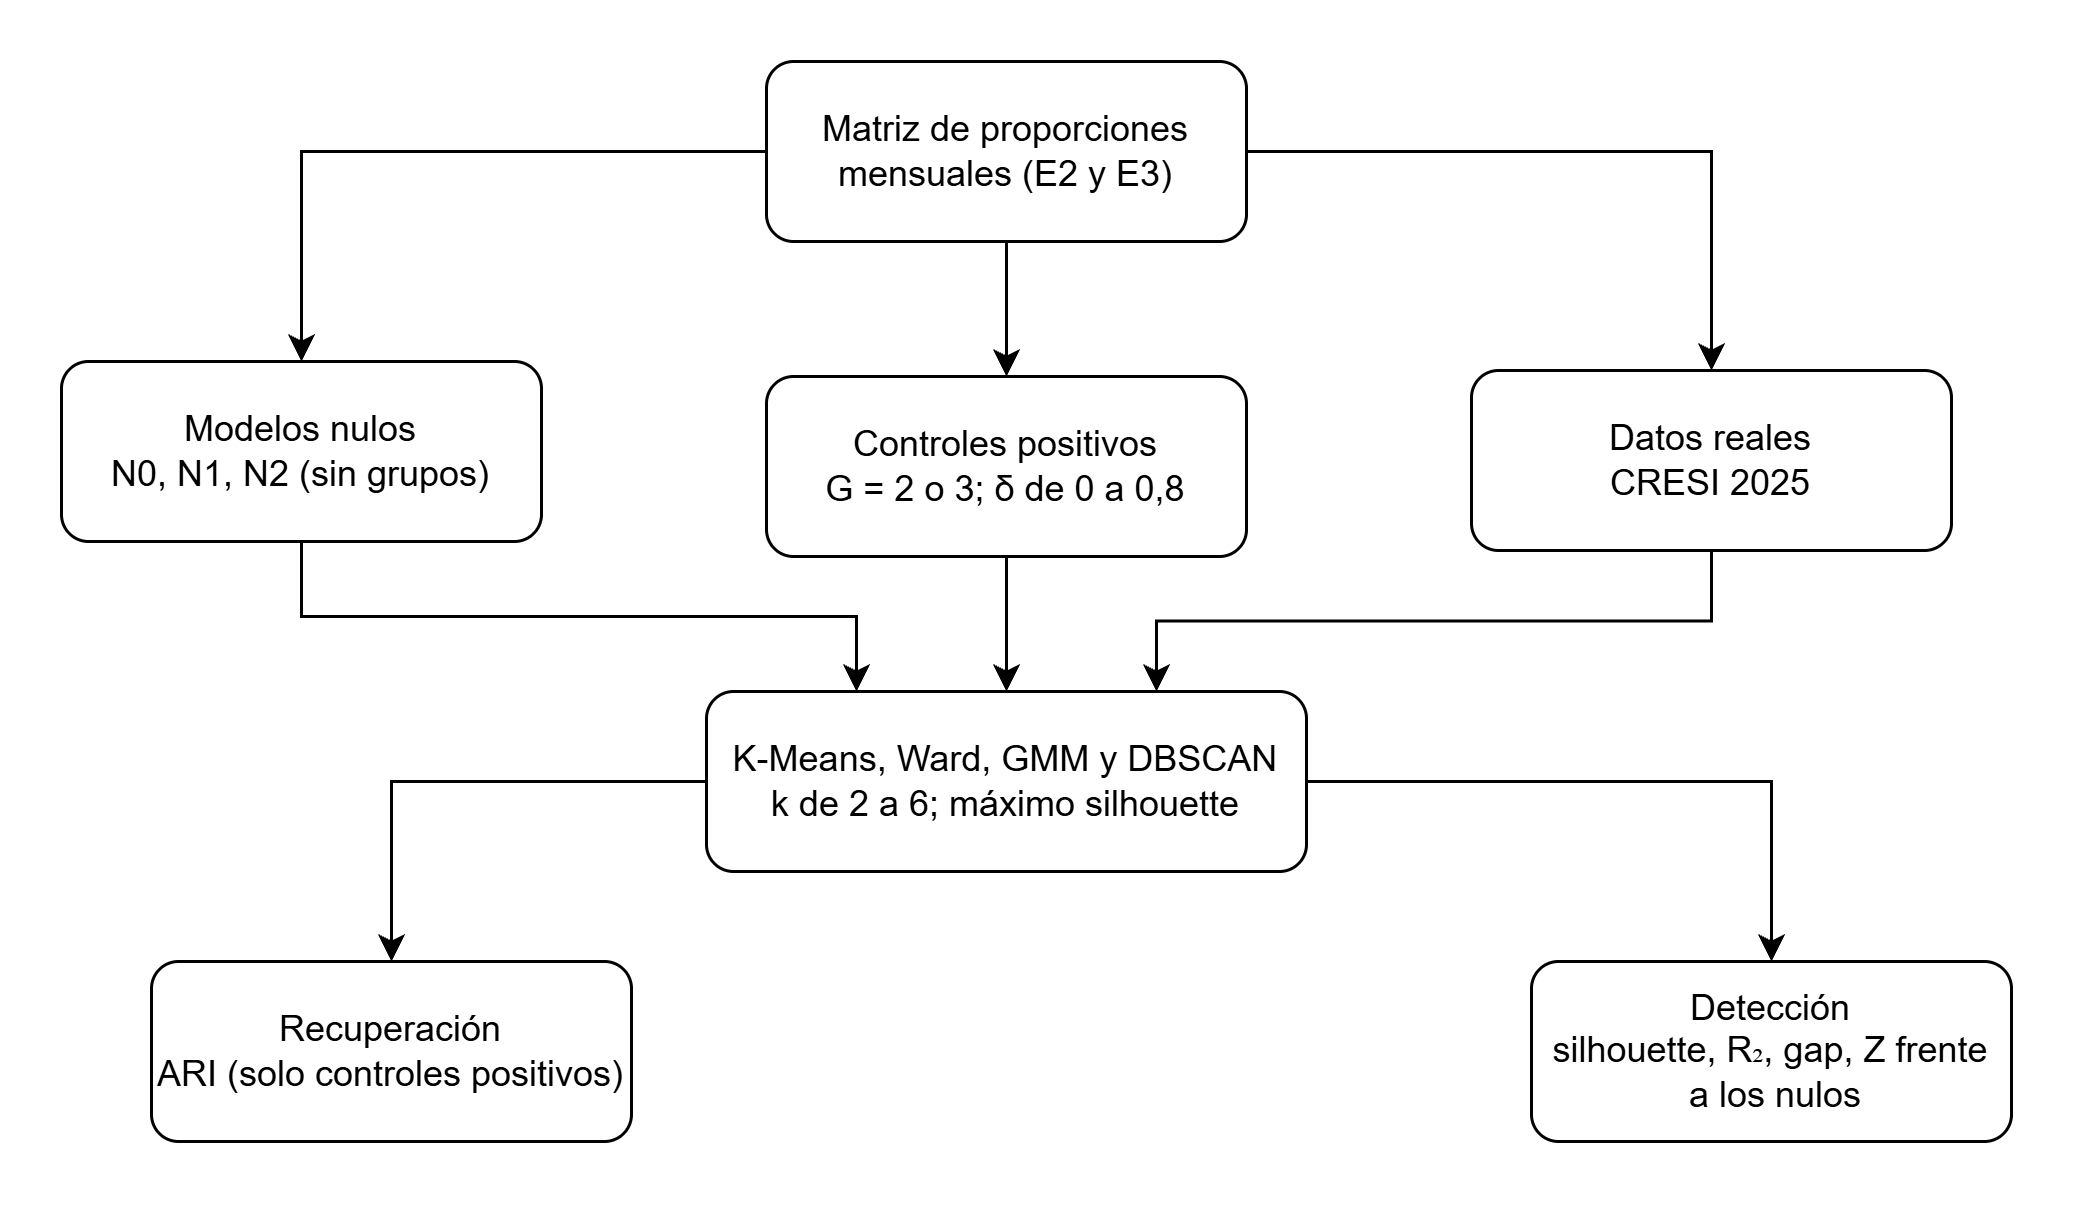 Matriz de proporciones
mensuales (E2 y E3)
Modelos nulos
N0, N1, N2 (sin grupos)
Controles positivos
G = 2 o 3; δ de 0 a 0,8
Datos reales
CRESI 2025
K-Means, Ward, GMM y DBSCAN
k de 2 a 6; máximo silhouette
Recuperación
ARI (solo controles positivos)
Detección
silhouette, R₂, gap, Z frente
a los nulos